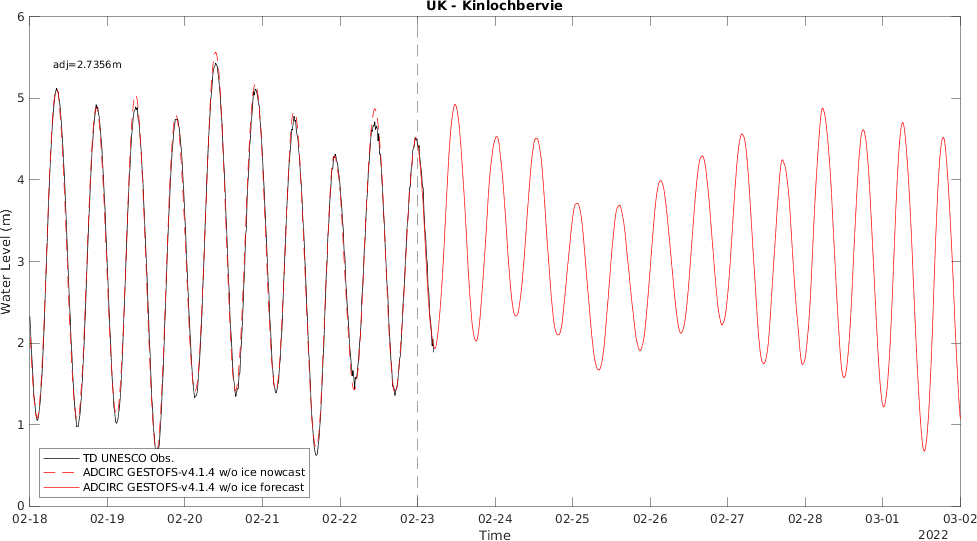 UK - Kinlochbervie
adj=2.7356m
Water Level (m)
6
5
4
3
2
1
0
TD UNESCO Obs.
ADCIRC GESTOFS-v4.1.4 w/o ice nowcast
ADCIRC GESTOFS-v4.1.4 w/o ice forecast
02-18 02-19 02-20 02-21 02-22 02-23 02-24 02-25 02-26 02-27 02-28 03-01 03-02
Time
2022